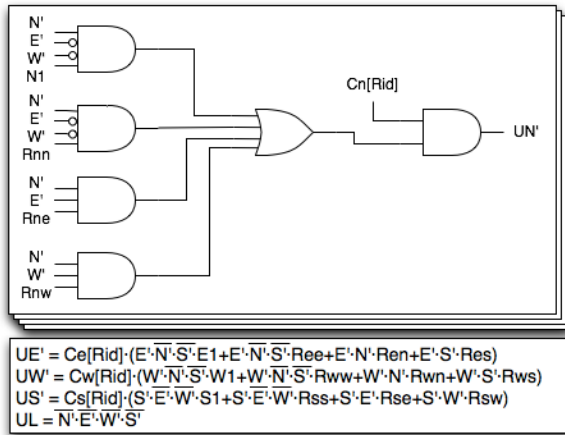 N'
E'
W'
N1
N'
E'
W'
Rnn
N'
E'
Rne
N'
W'
Rnw
Cn[Rid]
UN'
UE' = Ce[Rid]·(E'·N̅'̅·S̅'̅·E1+E'·N̅'̅·S̅'̅·Ree+E'·N'·Ren+E'·S'·Res)
UW' = Cw[Rid]·(W'·N̅'̅·S̅'̅·W1+W'·N̅'̅·S̅'̅·Rww+W'·N'·Rwn+W'·S'·Rws)
US' = Cs[Rid]·(S'·E̅'̅·W̅'̅·S1+S'·E̅'̅·W̅'̅·Rss+S'·E'·Rse+S'·W'·Rsw)
UL = N̅'̅·E̅'̅·W̅'̅·S̅'̅